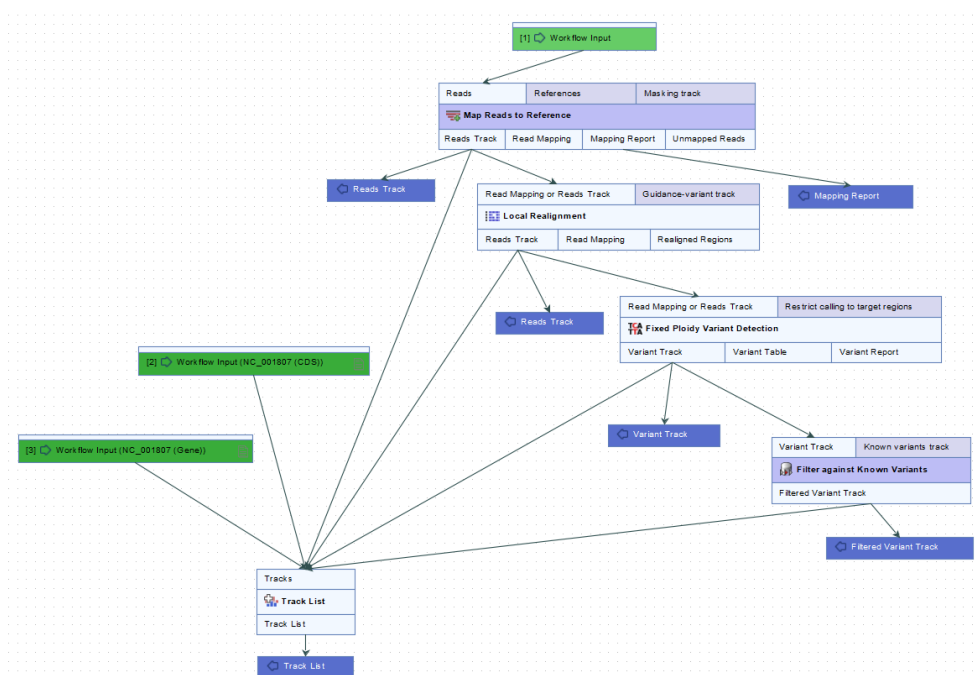 [1] Workflow Input
Reads References Masking track
Map Reads to Reference
Reads Track Read Mapping Mapping Report Unmapped Reads
Reads Track
Mapping Report
Read Mapping or Reads Track Guidance-variant track
Local Realignment
Reads Track Read Mapping Realigned Regions
Reads Track
Read Mapping or Reads Track Restrict calling to target regions
Fixed Ploidy Variant Detection
Variant Track Variant Table Variant Report
[2] Workflow Input (NC_001807 (CDS))
Variant Track
[3] Workflow Input (NC_001807 (Gene))
Variant Track Known variants track
Filter against Known Variants
Filtered Variant Track
Filtered Variant Track
Tracks
Track List
Track List
Track List